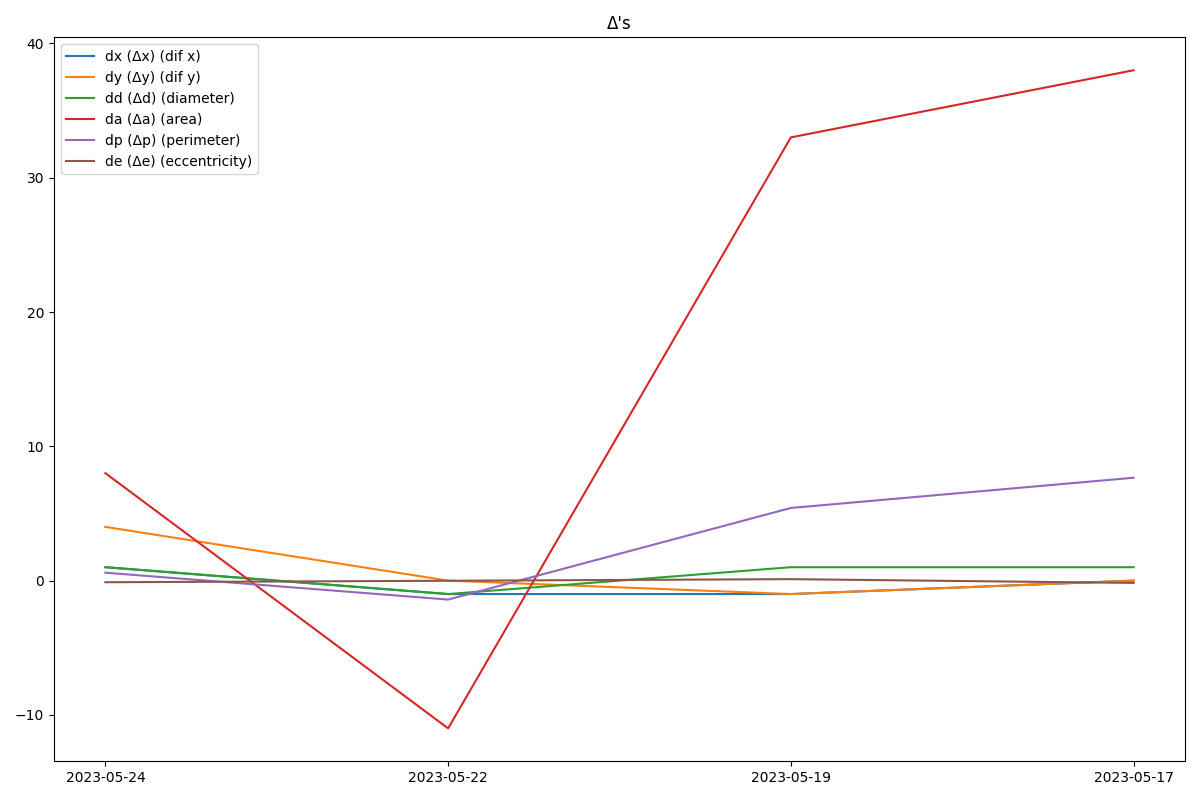 Δ's
dx (Δx) (dif x)
dy (Δy) (dif y)
dd (Δd) (diameter)
da (Δa) (area)
dp (Δp) (perimeter)
de (Δe) (eccentricity)
40
30
20
10
0
−10
2023-05-24 2023-05-22 2023-05-19 2023-05-17